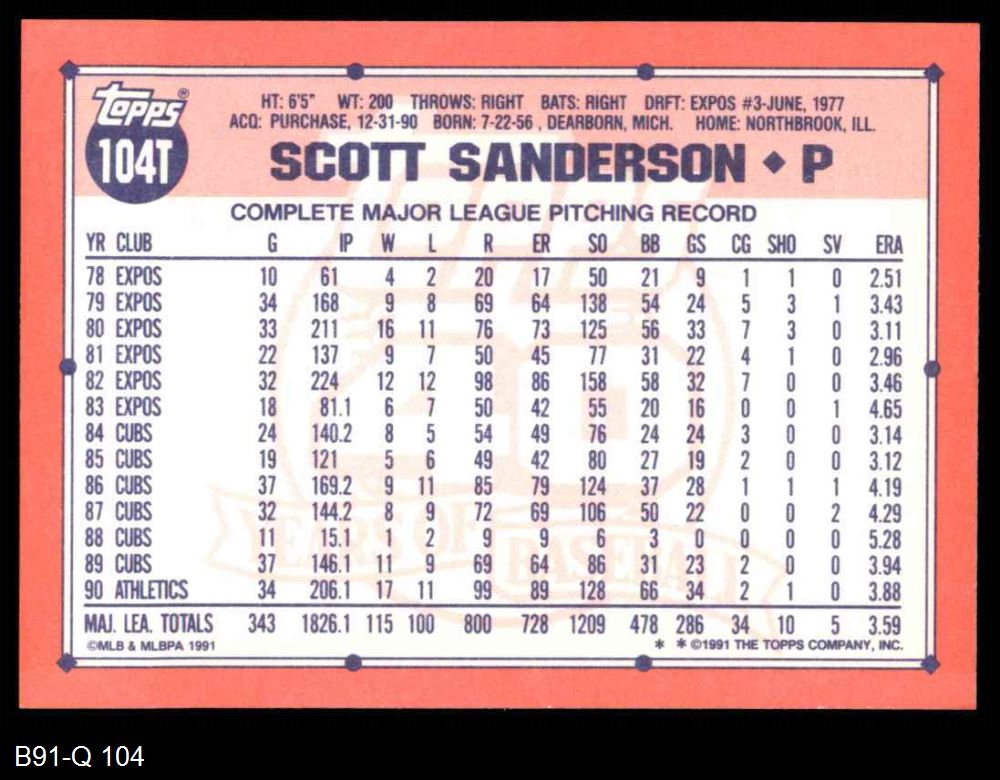 topps®
104T
HT: 6'5" WT: 200 THROWS: RIGHT BATS: RIGHT DRFT: EXPOS #3-JUNE, 1977
ACQ: PURCHASE, 12-31-90 BORN: 7-22-56 , DEARBORN, MICH. HOME: NORTHBROOK, ILL.
SCOTT SANDERSON ◆ P
COMPLETE MAJOR LEAGUE PITCHING RECORD
YR CLUB G IP W L R ER SO BB GS CG SHO SV ERA
78 EXPOS 10 61 4 2 20 17 50 21 9 1 1 0 2.51
79 EXPOS 34 168 9 8 69 64 138 54 24 5 3 1 3.43
80 EXPOS 33 211 16 11 76 73 125 56 33 7 3 0 3.11
81 EXPOS 22 137 9 7 50 45 77 31 22 4 1 0 2.96
82 EXPOS 32 224 12 12 98 86 158 58 32 7 0 0 3.46
83 EXPOS 18 81.1 6 7 50 42 55 20 16 0 0 1 4.65
84 CUBS 24 140.2 8 5 54 49 76 24 24 3 0 0 3.14
85 CUBS 19 121 5 6 49 42 80 27 19 2 0 0 3.12
86 CUBS 37 169.2 9 11 85 79 124 37 28 1 1 1 4.19
87 CUBS 32 144.2 8 9 72 69 106 50 22 0 0 2 4.29
88 CUBS 11 15.1 1 2 9 9 6 3 0 0 0 0 5.28
89 CUBS 37 146.1 11 9 69 64 86 31 23 2 0 0 3.94
90 ATHLETICS 34 206.1 17 11 99 89 128 66 34 2 1 0 3.88
MAJ. LEA. TOTALS 343 1826.1 115 100 800 728 1209 478 286 34 10 5 3.59
©MLB & MLBPA 1991 * * ©1991 THE TOPPS COMPANY, INC.
topps
40
YEARS OF BASEBALL
B91-Q 104